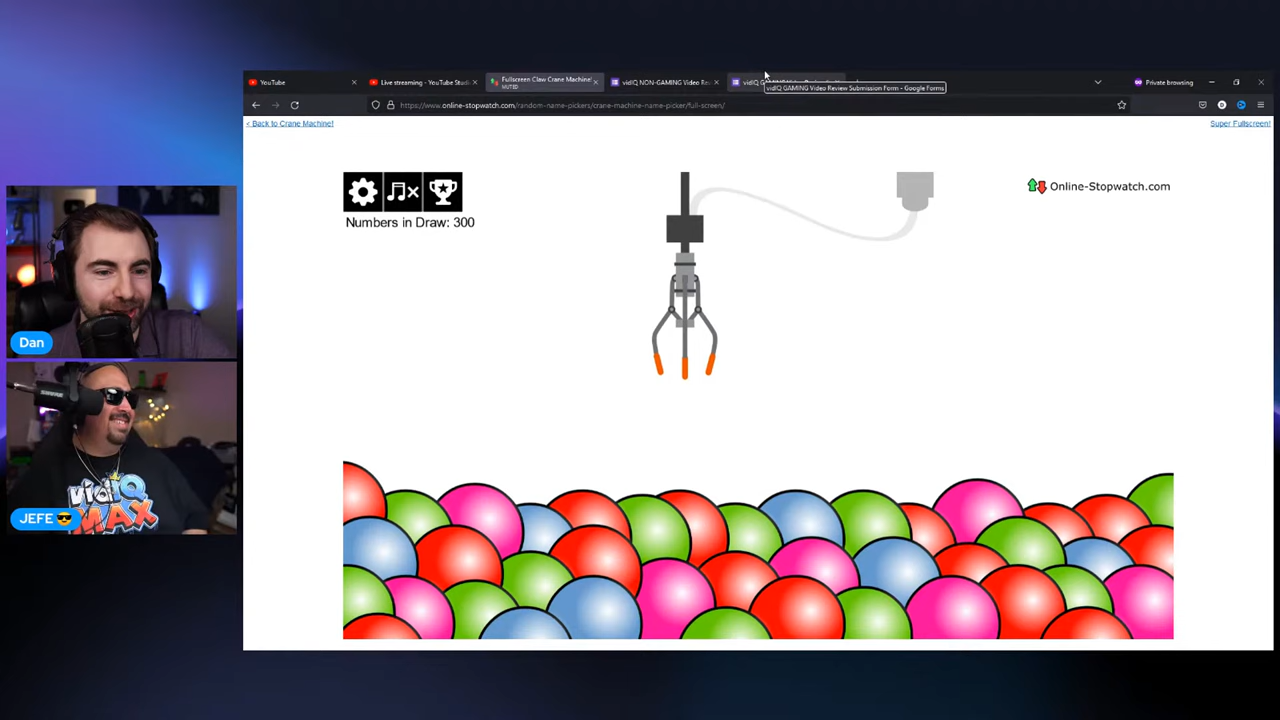 YouTube
Live streaming - YouTube Stud
Fullscreen Claw Crane Machine!
MUTED
vidIQ NON-GAMING Video Re
vidIQ GAMING Video Review Submission Form - Google Forms
Private browsing
https://www.online-stopwatch.com/random-name-pickers/crane-machine-name-picker/full-screen/
< Back to Crane Machine!
Super Fullscreen!
Online-Stopwatch.com
Numbers in Draw: 300
Dan
vidIQ
MAX
JEFE 😎